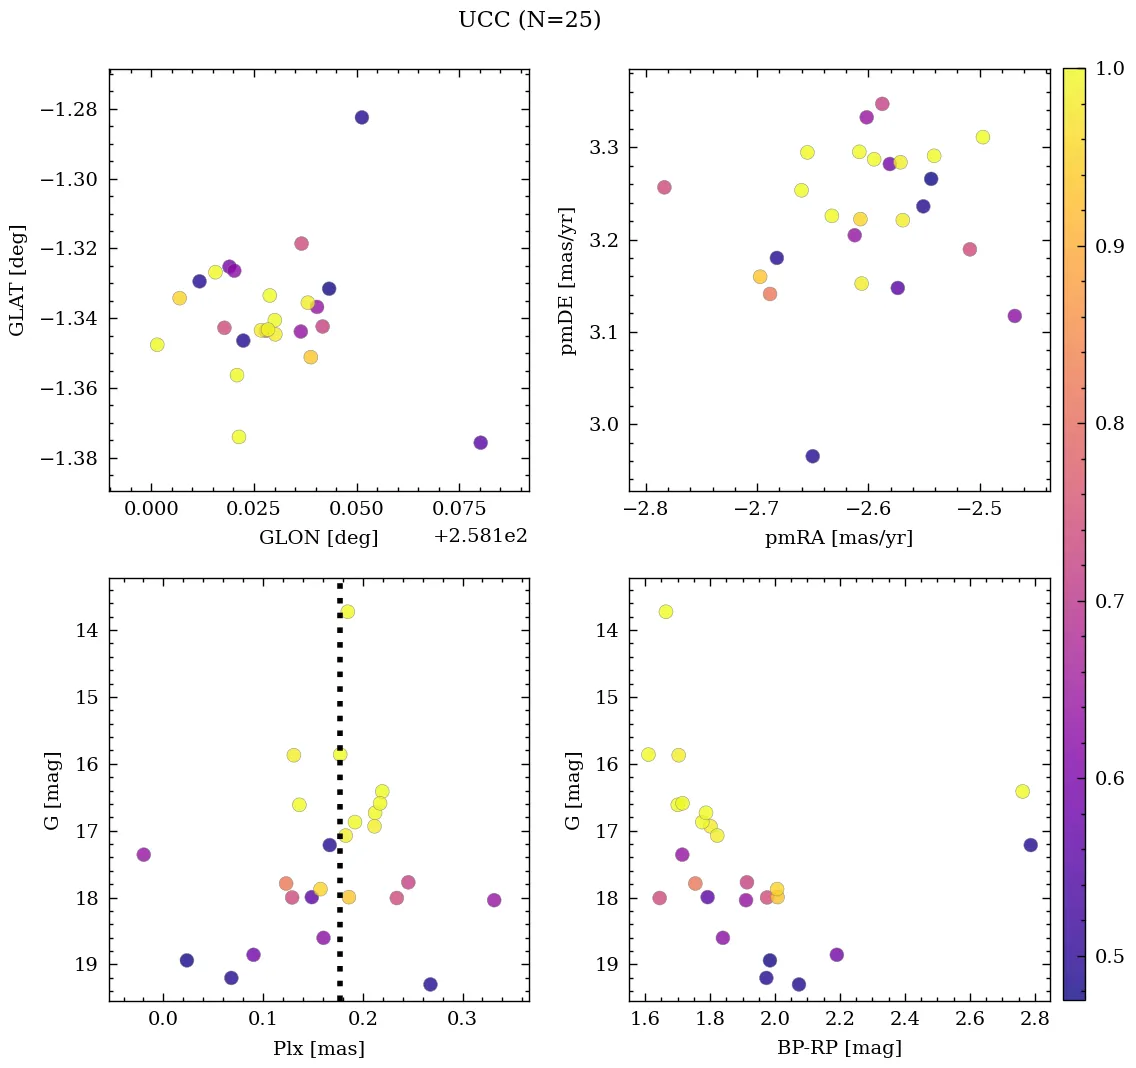 UCC (N=25)
−1.28
−1.30
−1.32
−1.34
−1.36
−1.38
GLAT [deg]
0.000 0.025 0.050 0.075
GLON [deg]
+2.581e2
3.3
3.2
3.1
3.0
pmDE [mas/yr]
−2.8 −2.7 −2.6 −2.5
pmRA [mas/yr]
1.0
0.9
0.8
0.7
0.6
0.5
14
15
16
17
18
19
G [mag]
0.0 0.1 0.2 0.3
Plx [mas]
14
15
16
17
18
19
G [mag]
1.6 1.8 2.0 2.2 2.4 2.6 2.8
BP-RP [mag]